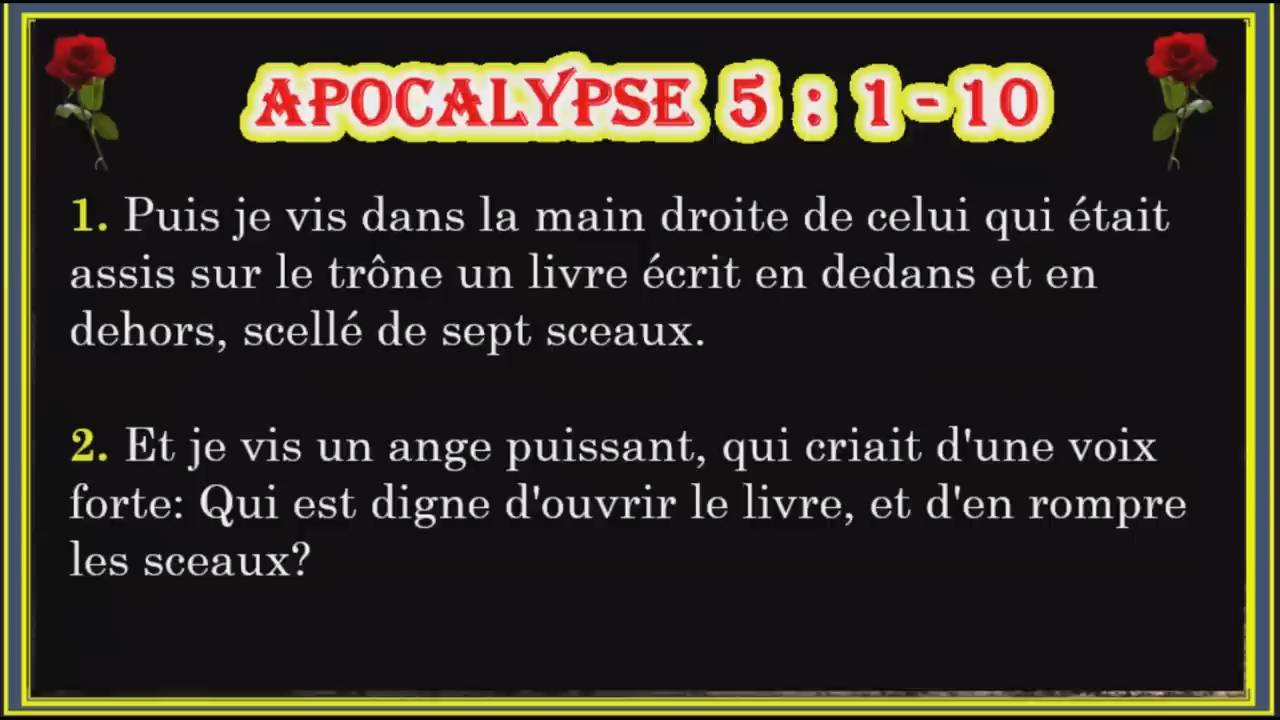 APOCALYPSE 5 : 1 - 10
1. Puis je vis dans la main droite de celui qui était
assis sur le trône un livre écrit en dedans et en
dehors, scellé de sept sceaux.
2. Et je vis un ange puissant, qui criait d'une voix
forte: Qui est digne d'ouvrir le livre, et d'en rompre
les sceaux?